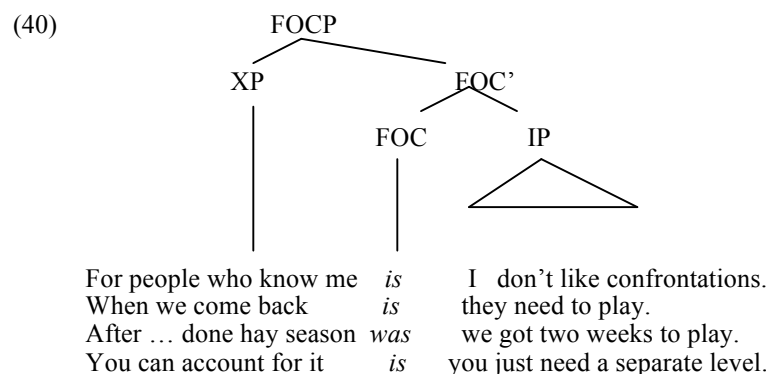 (40) FOCP
XP FOC’
FOC IP
For people who know me is I don’t like confrontations.
When we come back is they need to play.
After … done hay season was we got two weeks to play.
You can account for it is you just need a separate level.